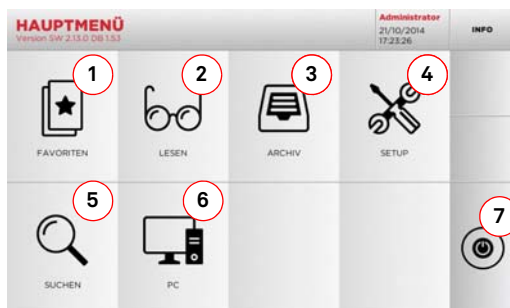 HAUPTMENÜ
Version SW 2.13.0 DB 1.53
Administrator
21/10/2014
17:23:26
INFO
1
2
3
4
FAVORITEN
LESEN
ARCHIV
SETUP
5
6
7
SUCHEN
PC